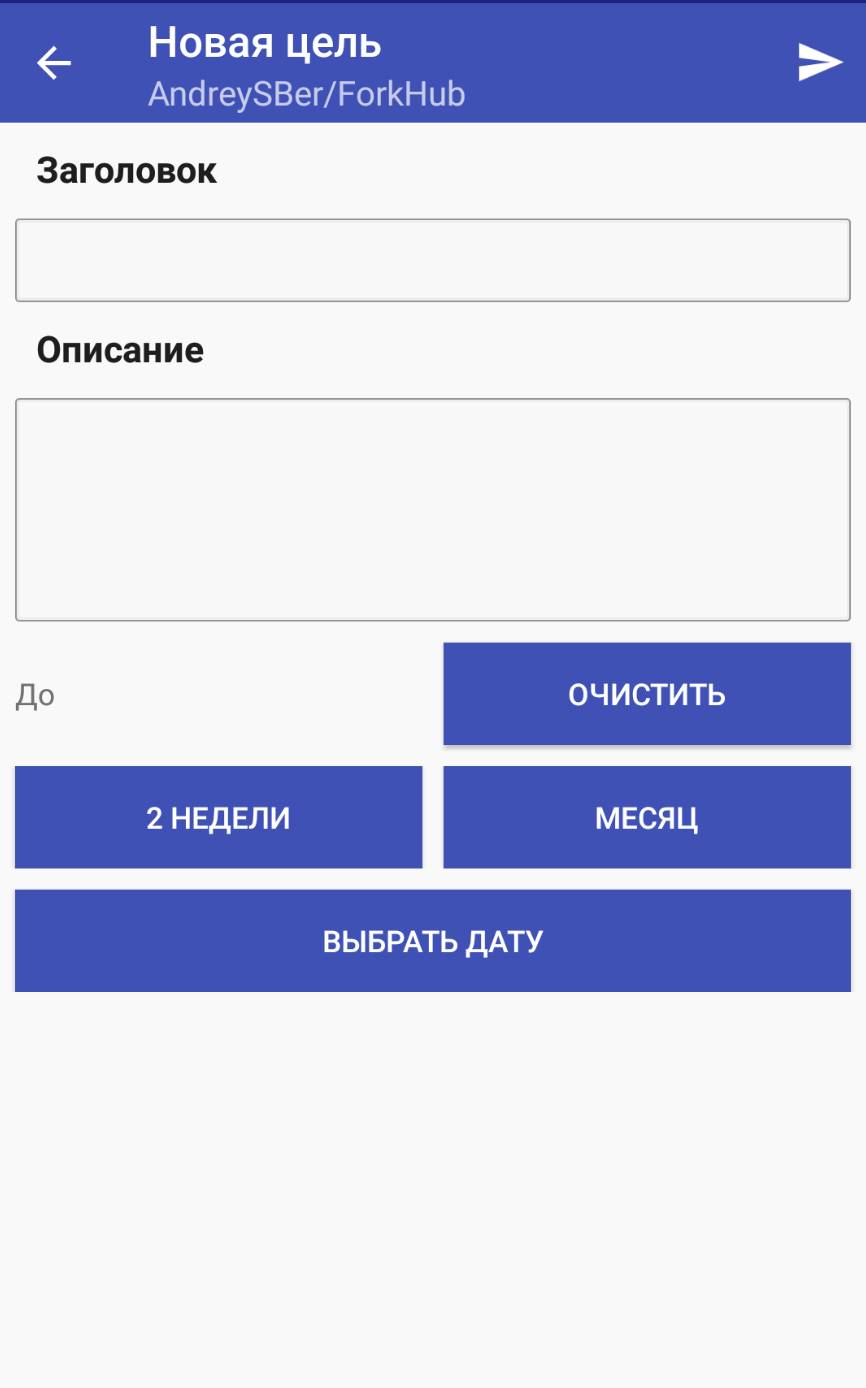 Новая цель
AndreySBer/ForkHub
Заголовок
Описание
До
ОЧИСТИТЬ
2 НЕДЕЛИ
МЕСЯЦ
ВЫБРАТЬ ДАТУ